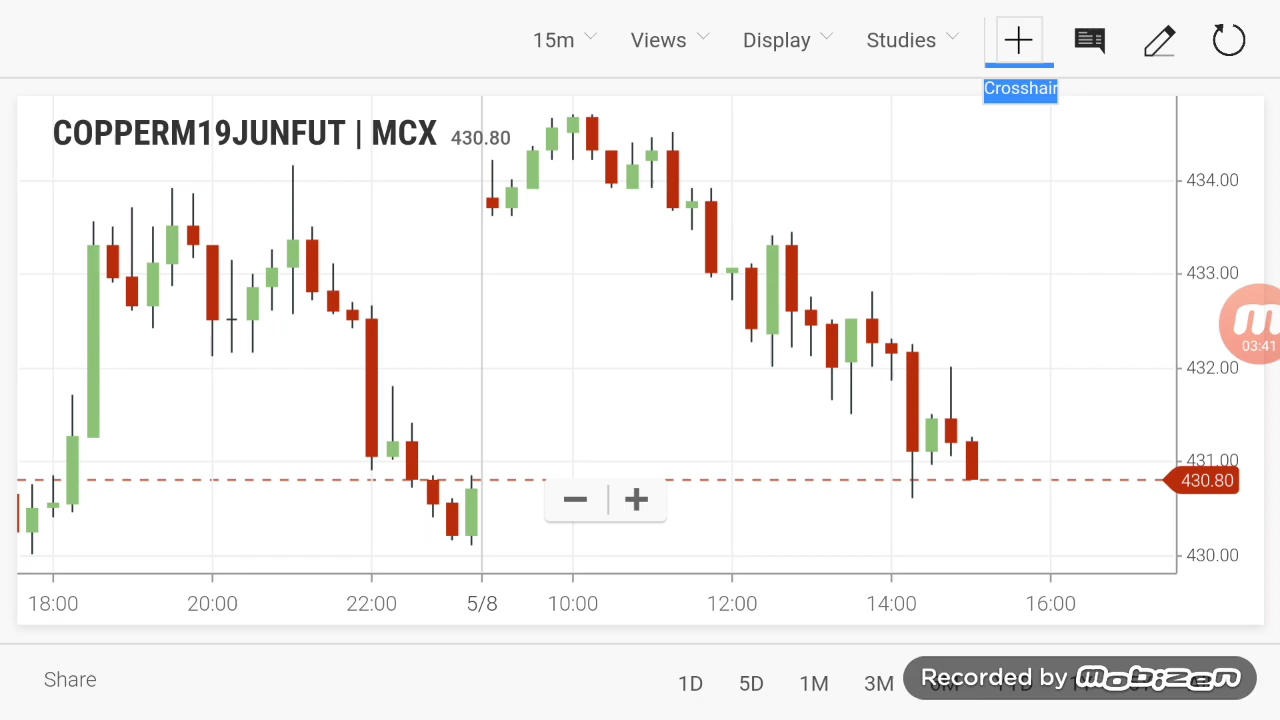 15m Views Display Studies
Crosshair
COPPERM19JUNFUT | MCX 430.80
434.00
433.00
03:41
432.00
431.00
430.80
430.00
18:00 20:00 22:00 5/8 10:00 12:00 14:00 16:00
Share 1D 5D 1M 3M
Recorded by mobizen